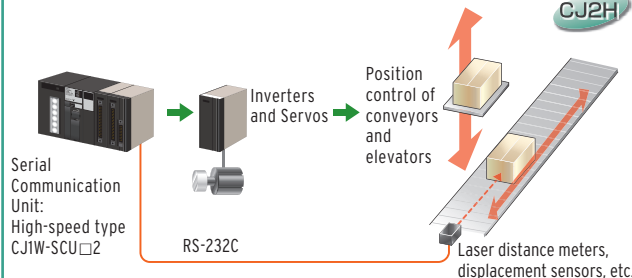 CJ2H
Inverters
and Servos
Position
control of
conveyors
and
elevators
Serial
Communication
Unit:
High-speed type
CJ1W-SCU□2
RS-232C
Laser distance meters,
displacement sensors, etc.